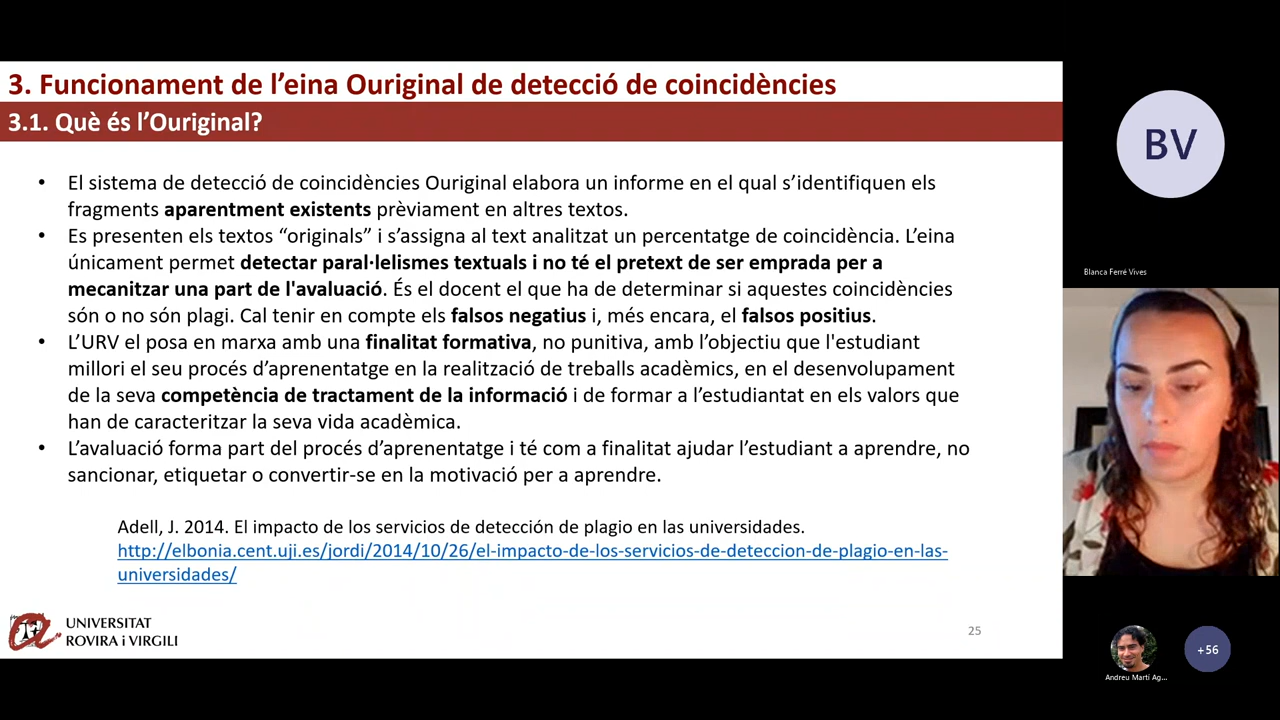 3. Funcionament de l’eina Ouriginal de detecció de coincidències
3.1. Què és l’Ouriginal?
• El sistema de detecció de coincidències Ouriginal elabora un informe en el qual s’identifiquen els
fragments aparentment existents prèviament en altres textos.
• Es presenten els textos “originals” i s’assigna al text analitzat un percentatge de coincidència. L’eina
únicament permet detectar paral·lelismes textuals i no té el pretext de ser emprada per a
mecanitzar una part de l'avaluació. És el docent el que ha de determinar si aquestes coincidències
són o no són plagi. Cal tenir en compte els falsos negatius i, més encara, el falsos positius.
• L’URV el posa en marxa amb una finalitat formativa, no punitiva, amb l’objectiu que l'estudiant
millori el seu procés d’aprenentatge en la realització de treballs acadèmics, en el desenvolupament
de la seva competència de tractament de la informació i de formar a l’estudiantat en els valors que
han de caracteritzar la seva vida acadèmica.
• L’avaluació forma part del procés d’aprenentatge i té com a finalitat ajudar l’estudiant a aprendre, no
sancionar, etiquetar o convertir-se en la motivació per a aprendre.
Adell, J. 2014. El impacto de los servicios de detección de plagio en las universidades.
http://elbonia.cent.uji.es/jordi/2014/10/26/el-impacto-de-los-servicios-de-deteccion-de-plagio-en-las-
universidades/
UNIVERSITAT
ROVIRA i VIRGILI
25
BV
Blanca Ferré Vives
Andreu Martí Ag...
+56